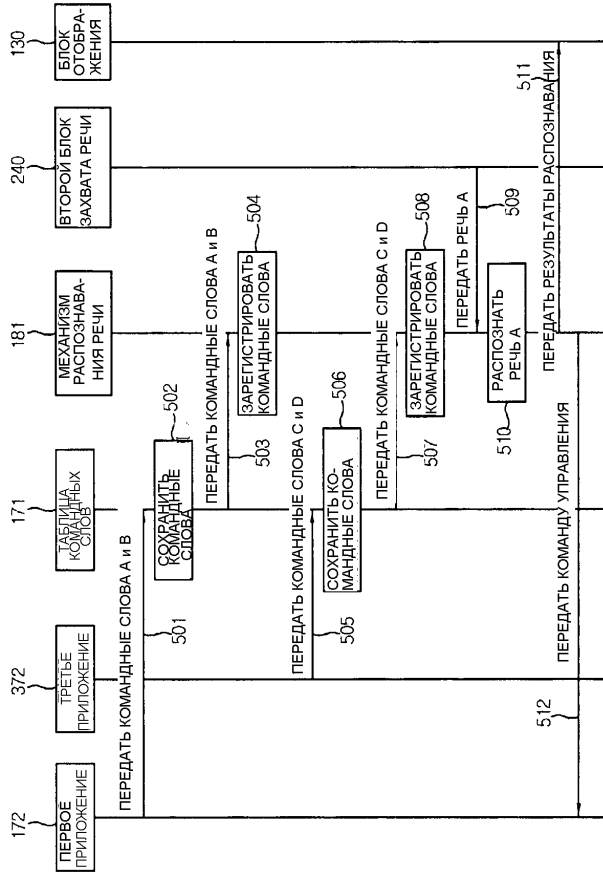 172
372
171
181
240
130
ПЕРВОЕ
ПРИЛОЖЕНИЕ
ТРЕТЬЕ
ПРИЛОЖЕНИЕ
ТАБЛИЦА
КОМАНДНЫХ
СЛОВ
МЕХАНИЗМ
РАСПОЗНАВА-
НИЯ РЕЧИ
ВТОРОЙ БЛОК
ЗАХВАТА РЕЧИ
БЛОК
ОТОБРА-
ЖЕНИЯ
ПЕРЕДАТЬ КОМАНДНЫЕ СЛОВА А и В
501
СОХРАНИТЬ
КОМАНДНЫЕ
СЛОВА
502
ПЕРЕДАТЬ КОМАНДНЫЕ СЛОВА А и В
503
ЗАРЕГИСТРИРОВАТЬ
КОМАНДНЫЕ СЛОВА
504
ПЕРЕДАТЬ КОМАНДНЫЕ СЛОВА С и D
505
СОХРАНИТЬ КО-
МАНДНЫЕ СЛОВА
506
ПЕРЕДАТЬ КОМАНДНЫЕ СЛОВА С и D
507
ЗАРЕГИСТРИРОВАТЬ
КОМАНДНЫЕ СЛОВА
508
ПЕРЕДАТЬ РЕЧЬ А
509
РАСПОЗНАТЬ
РЕЧЬ А
510
ПЕРЕДАТЬ РЕЗУЛЬТАТЫ РАСПОЗНАВАНИЯ
511
ПЕРЕДАТЬ КОМАНДУ УПРАВЛЕНИЯ
512